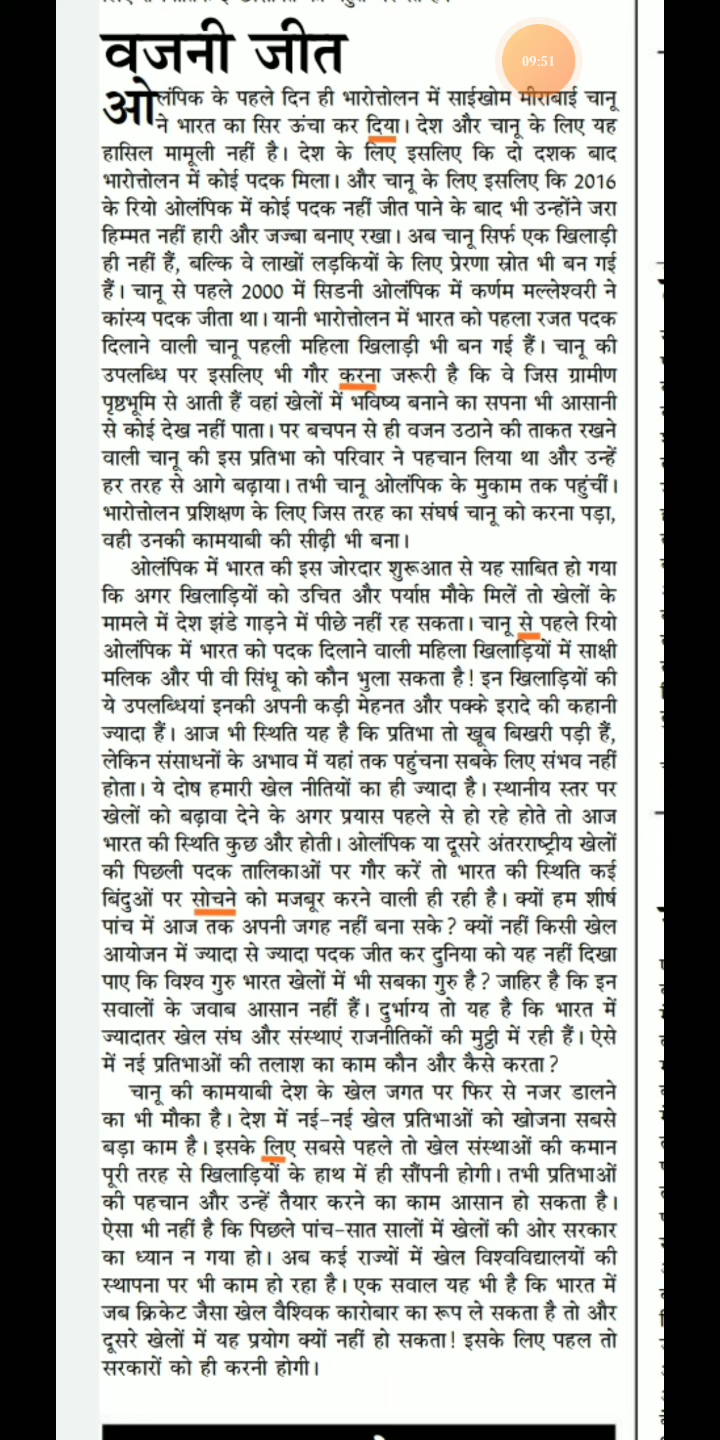 वजनी जीत
09:51
ओलंपिक के पहले दिन ही भारोत्तोलन में साईखोम मीराबाई चानू
ने भारत का सिर ऊंचा कर दिया। देश और चानू के लिए यह
हासिल मामूली नहीं है। देश के लिए इसलिए कि दो दशक बाद
भारोत्तोलन में कोई पदक मिला। और चानू के लिए इसलिए कि 2016
के रियो ओलंपिक में कोई पदक नहीं जीत पाने के बाद भी उन्होंने जरा
हिम्मत नहीं हारी और जज्बा बनाए रखा। अब चानू सिर्फ एक खिलाड़ी
ही नहीं हैं, बल्कि वे लाखों लड़कियों के लिए प्रेरणा स्रोत भी बन गई
हैं। चानू से पहले 2000 में सिडनी ओलंपिक में कर्णम मल्लेश्वरी ने
कांस्य पदक जीता था। यानी भारोत्तोलन में भारत को पहला रजत पदक
दिलाने वाली चानू पहली महिला खिलाड़ी भी बन गई हैं। चानू की
उपलब्धि पर इसलिए भी गौर करना जरूरी है कि वे जिस ग्रामीण
पृष्ठभूमि से आती हैं वहां खेलों में भविष्य बनाने का सपना भी आसानी
से कोई देख नहीं पाता। पर बचपन से ही वजन उठाने की ताकत रखने
वाली चानू की इस प्रतिभा को परिवार ने पहचान लिया था और उन्हें
हर तरह से आगे बढ़ाया। तभी चानू ओलंपिक के मुकाम तक पहुंचीं।
भारोत्तोलन प्रशिक्षण के लिए जिस तरह का संघर्ष चानू को करना पड़ा,
वही उनकी कामयाबी की सीढ़ी भी बना।
ओलंपिक में भारत की इस जोरदार शुरूआत से यह साबित हो गया
कि अगर खिलाड़ियों को उचित और पर्याप्त मौके मिलें तो खेलों के
मामले में देश झंडे गाड़ने में पीछे नहीं रह सकता। चानू से पहले रियो
ओलंपिक में भारत को पदक दिलाने वाली महिला खिलाड़ियों में साक्षी
मलिक और पी वी सिंधू को कौन भुला सकता है! इन खिलाड़ियों की
ये उपलब्धियां इनकी अपनी कड़ी मेहनत और पक्के इरादे की कहानी
ज्यादा हैं। आज भी स्थिति यह है कि प्रतिभा तो खूब बिखरी पड़ी हैं,
लेकिन संसाधनों के अभाव में यहां तक पहुंचना सबके लिए संभव नहीं
होता। ये दोष हमारी खेल नीतियों का ही ज्यादा है। स्थानीय स्तर पर
खेलों को बढ़ावा देने के अगर प्रयास पहले से हो रहे होते तो आज
भारत की स्थिति कुछ और होती। ओलंपिक या दूसरे अंतरराष्ट्रीय खेलों
की पिछली पदक तालिकाओं पर गौर करें तो भारत की स्थिति कई
बिंदुओं पर सोचने को मजबूर करने वाली ही रही है। क्यों हम शीर्ष
पांच में आज तक अपनी जगह नहीं बना सके? क्यों नहीं किसी खेल
आयोजन में ज्यादा से ज्यादा पदक जीत कर दुनिया को यह नहीं दिखा
पाए कि विश्व गुरु भारत खेलों में भी सबका गुरु है? जाहिर है कि इन
सवालों के जवाब आसान नहीं हैं। दुर्भाग्य तो यह है कि भारत में
ज्यादातर खेल संघ और संस्थाएं राजनीतिकों की मुट्ठी में रही हैं। ऐसे
में नई प्रतिभाओं की तलाश का काम कौन और कैसे करता?
चानू की कामयाबी देश के खेल जगत पर फिर से नजर डालने
का भी मौका है। देश में नई-नई खेल प्रतिभाओं को खोजना सबसे
बड़ा काम है। इसके लिए सबसे पहले तो खेल संस्थाओं की कमान
पूरी तरह से खिलाड़ियों के हाथ में ही सौंपनी होगी। तभी प्रतिभाओं
की पहचान और उन्हें तैयार करने का काम आसान हो सकता है।
ऐसा भी नहीं है कि पिछले पांच-सात सालों में खेलों की ओर सरकार
का ध्यान न गया हो। अब कई राज्यों में खेल विश्वविद्यालयों की
स्थापना पर भी काम हो रहा है। एक सवाल यह भी है कि भारत में
जब क्रिकेट जैसा खेल वैश्विक कारोबार का रूप ले सकता है तो और
दूसरे खेलों में यह प्रयोग क्यों नहीं हो सकता! इसके लिए पहल तो
सरकारों को ही करनी होगी।